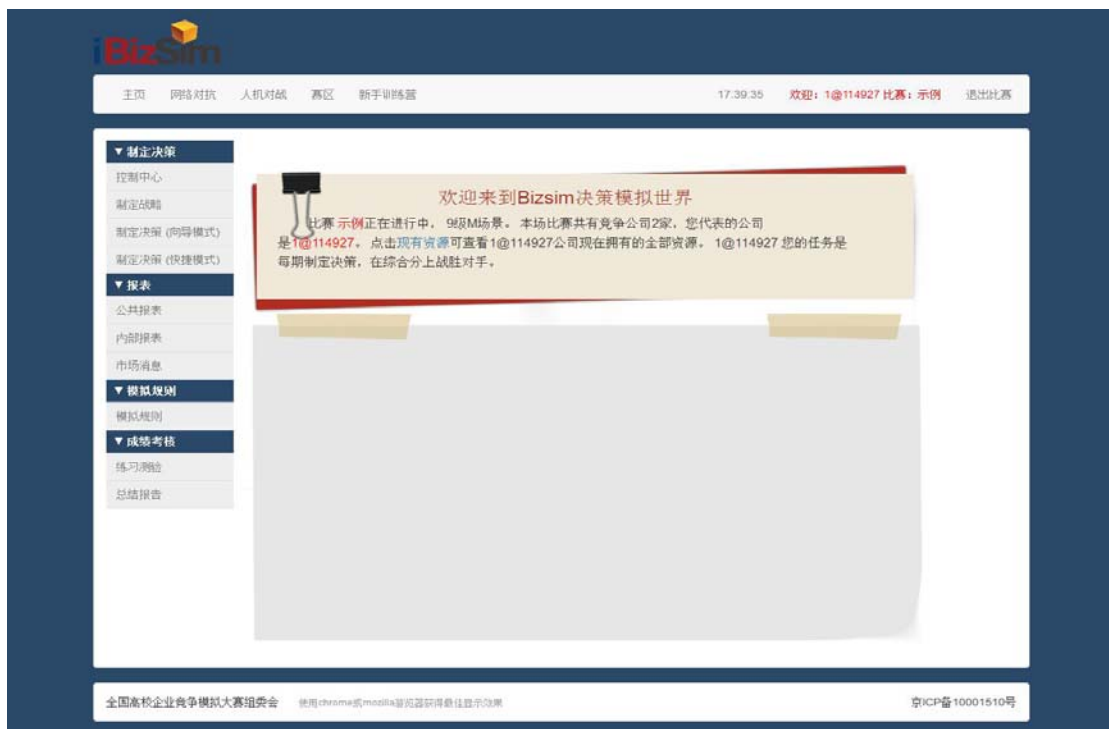 iBizSim
主页 网络对抗 人机对战 赛区 新手训练营 17:39:35 欢迎：1@114927 比赛：示例 退出比赛
▼ 制定决策
控制中心
制定战略
制定决策 (向导模式)
制定决策 (快捷模式)
▼ 报表
公共报表
内部报表
市场消息
▼ 模拟规则
模拟规则
▼ 成绩考核
练习测验
总结报告
欢迎来到Bizsim决策模拟世界
比赛 示例正在进行中， 9级M场景。 本场比赛共有竞争公司2家，您代表的公司
是1@114927。 点击现有资源可查看1@114927公司现在拥有的全部资源。 1@114927 您的任务是
每期制定决策，在综合分上战胜对手。
全国高校企业竞争模拟大赛组委会 使用chrome或mozilla浏览器获得最佳显示效果 京ICP备10001510号